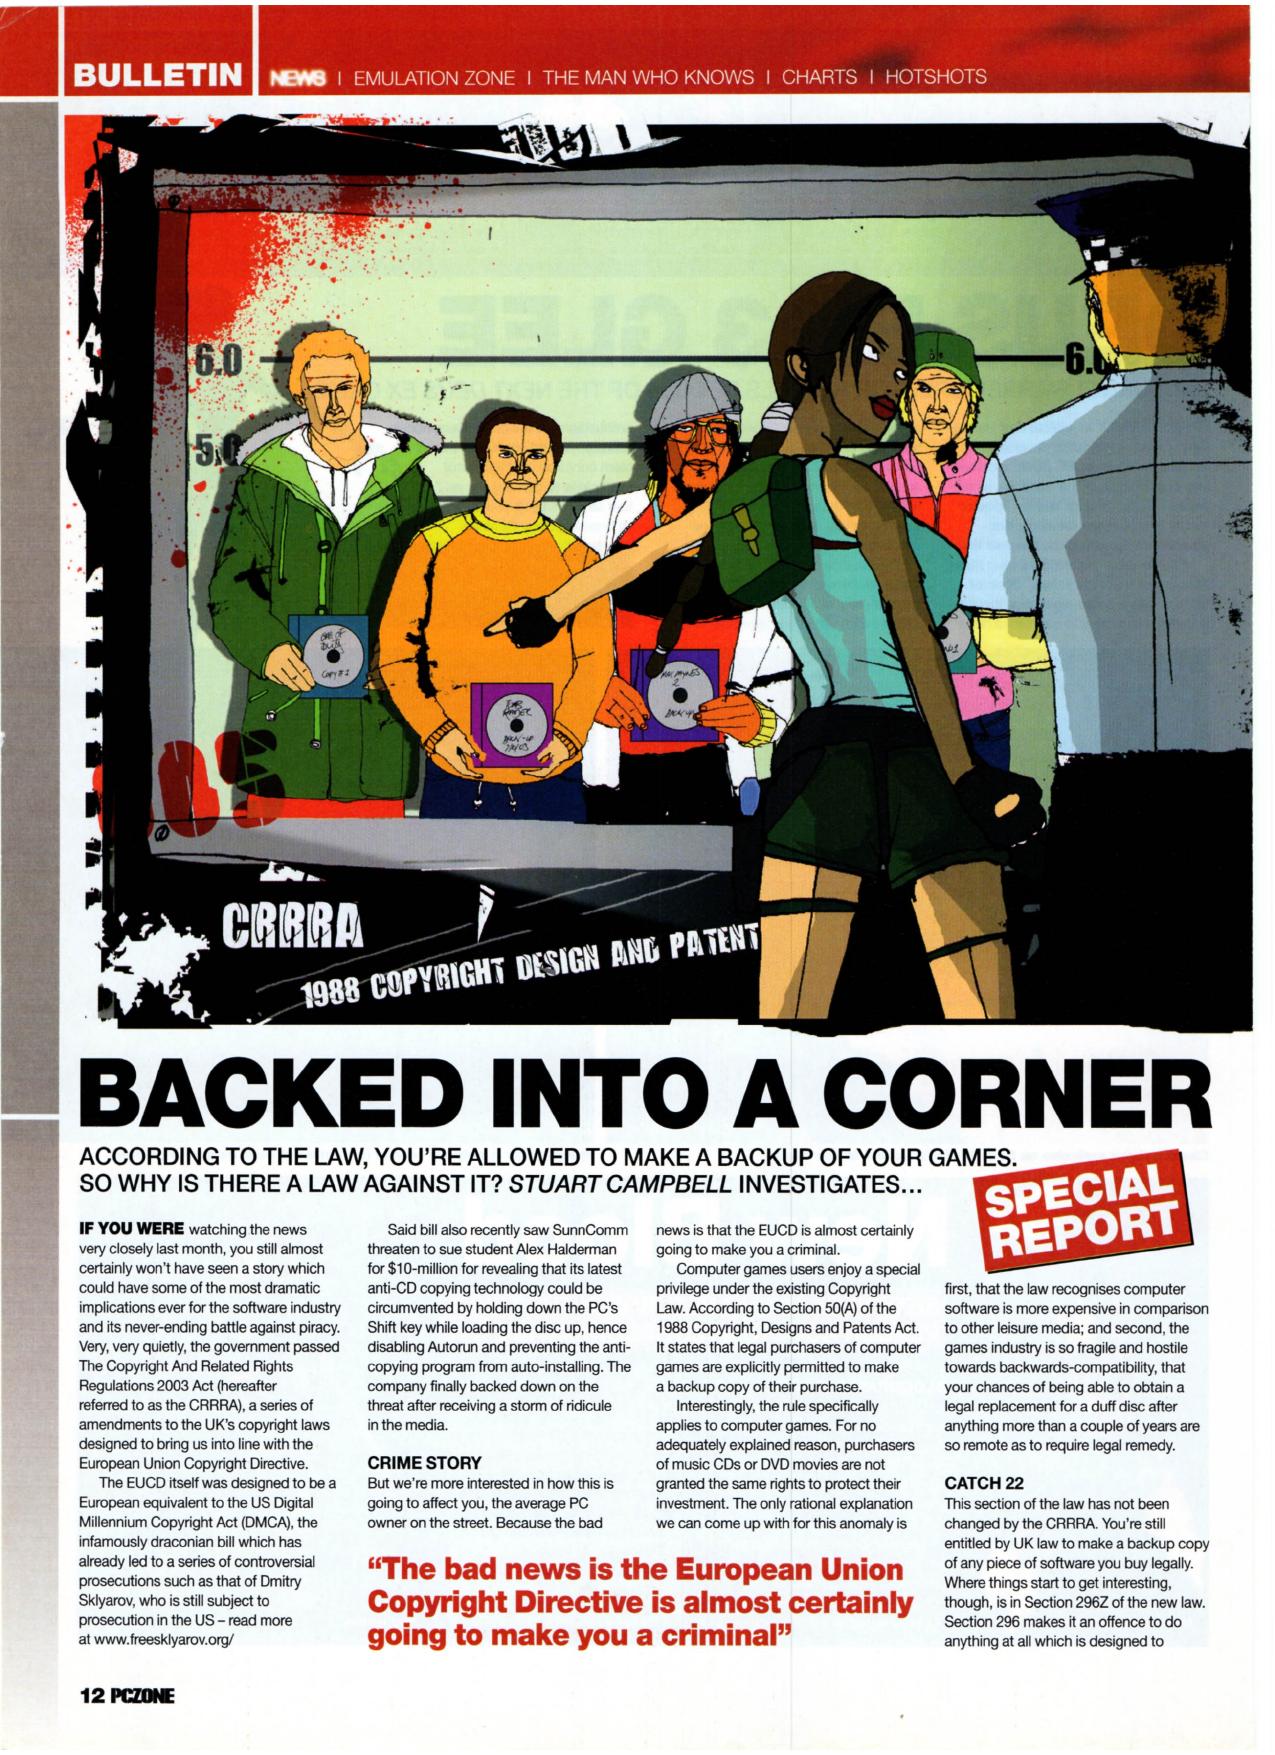 BULLETIN
NEWS | EMULATION ZONE | THE MAN WHO KNOWS | CHARTS | HOTSHOTS
6.0
6.0
5.0
COPY #1
BACK-UP
2
BACK-UP
CRRRA
1988 COPYRIGHT DESIGN AND PATENT
BACKED INTO A CORNER
ACCORDING TO THE LAW, YOU'RE ALLOWED TO MAKE A BACKUP OF YOUR GAMES.
SO WHY IS THERE A LAW AGAINST IT? STUART CAMPBELL INVESTIGATES...
SPECIAL
REPORT
IF YOU WERE watching the news
very closely last month, you still almost
certainly won't have seen a story which
could have some of the most dramatic
implications ever for the software industry
and its never-ending battle against piracy.
Very, very quietly, the government passed
The Copyright And Related Rights
Regulations 2003 Act (hereafter
referred to as the CRRRA), a series of
amendments to the UK's copyright laws
designed to bring us into line with the
European Union Copyright Directive.
The EUCD itself was designed to be a
European equivalent to the US Digital
Millennium Copyright Act (DMCA), the
infamously draconian bill which has
already led to a series of controversial
prosecutions such as that of Dmitry
Sklyarov, who is still subject to
prosecution in the US – read more
at www.freesklyarov.org/
Said bill also recently saw SunnComm
threaten to sue student Alex Halderman
for $10-million for revealing that its latest
anti-CD copying technology could be
circumvented by holding down the PC's
Shift key while loading the disc up, hence
disabling Autorun and preventing the anti-
copying program from auto-installing. The
company finally backed down on the
threat after receiving a storm of ridicule
in the media.
CRIME STORY
But we're more interested in how this is
going to affect you, the average PC
owner on the street. Because the bad
news is that the EUCD is almost certainly
going to make you a criminal.
Computer games users enjoy a special
privilege under the existing Copyright
Law. According to Section 50(A) of the
1988 Copyright, Designs and Patents Act.
It states that legal purchasers of computer
games are explicitly permitted to make
a backup copy of their purchase.
Interestingly, the rule specifically
applies to computer games. For no
adequately explained reason, purchasers
of music CDs or DVD movies are not
granted the same rights to protect their
investment. The only rational explanation
we can come up with for this anomaly is
"The bad news is the European Union
Copyright Directive is almost certainly
going to make you a criminal"
first, that the law recognises computer
software is more expensive in comparison
to other leisure media; and second, the
games industry is so fragile and hostile
towards backwards-compatibility, that
your chances of being able to obtain a
legal replacement for a duff disc after
anything more than a couple of years are
so remote as to require legal remedy.
CATCH 22
This section of the law has not been
changed by the CRRRA. You're still
entitled by UK law to make a backup copy
of any piece of software you buy legally.
Where things start to get interesting,
though, is in Section 296Z of the new law.
Section 296 makes it an offence to do
anything at all which is designed to
12 PCZONE